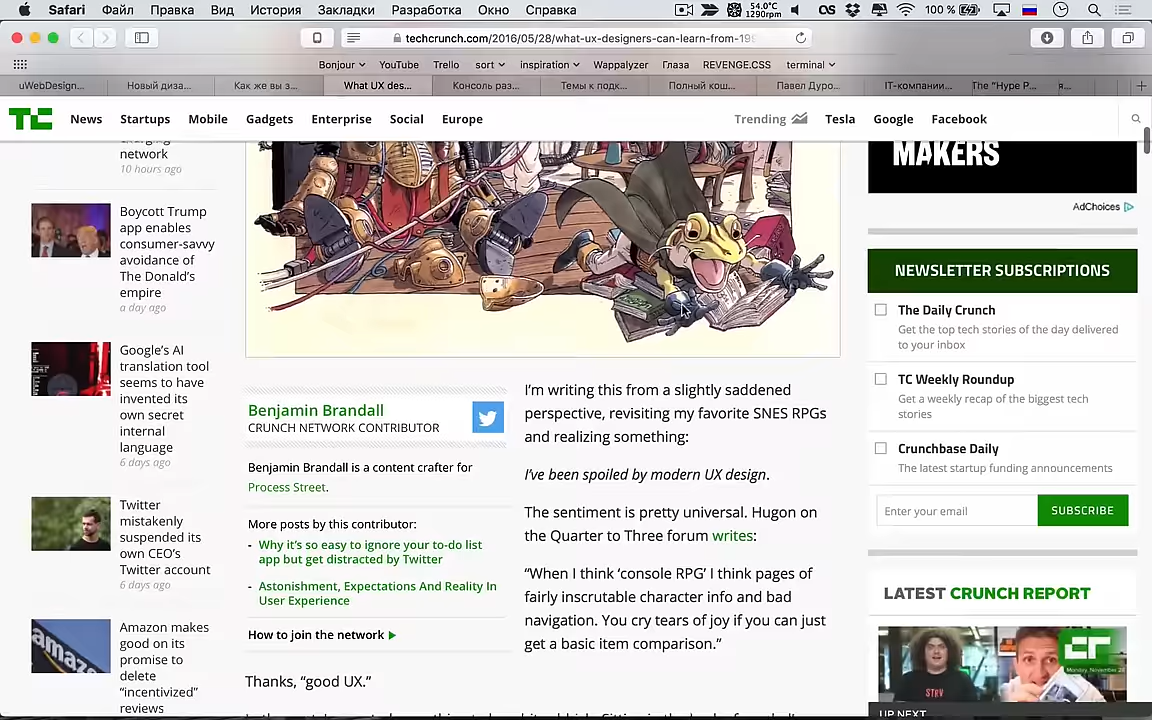 Safari Файл Правка Вид История Закладки Разработка Окно Справка
54.0°C
1290rpm
100 %
techcrunch.com/2016/05/28/what-ux-designers-can-learn-from-19
Bonjour YouTube Trello sort inspiration Wappalyzer Глаза REVENGE.CSS terminal
uWebDesign... Новый диза... Как же вы з... What UX des... Консоль раз... Темы к подк... Полный кош... Павел Дуро... IT-компании... The "Hype P... я...
TC News Startups Mobile Gadgets Enterprise Social Europe Trending Tesla Google Facebook
network
10 hours ago
Boycott Trump
app enables
consumer-savvy
avoidance of
The Donald's
empire
a day ago
Google's AI
translation tool
seems to have
invented its
own secret
internal
language
6 days ago
Twitter
mistakenly
suspended its
own CEO's
Twitter account
6 days ago
Amazon makes
good on its
promise to
delete
"incentivized"
reviews
amazo
Benjamin Brandall
CRUNCH NETWORK CONTRIBUTOR
Benjamin Brandall is a content crafter for
Process Street.
More posts by this contributor:
- Why it's so easy to ignore your to-do list
app but get distracted by Twitter
- Astonishment, Expectations And Reality In
User Experience
How to join the network
I'm writing this from a slightly saddened
perspective, revisiting my favorite SNES RPGs
and realizing something:
I've been spoiled by modern UX design.
The sentiment is pretty universal. Hugon on
the Quarter to Three forum writes:
"When I think 'console RPG' I think pages of
fairly inscrutable character info and bad
navigation. You cry tears of joy if you can just
get a basic item comparison."
Thanks, "good UX."
MAKERS
AdChoices
NEWSLETTER SUBSCRIPTIONS
The Daily Crunch
Get the top tech stories of the day delivered
to your inbox
TC Weekly Roundup
Get a weekly recap of the biggest tech
stories
Crunchbase Daily
The latest startup funding announcements
Enter your email SUBSCRIBE
LATEST CRUNCH REPORT
STRV
CR
Monday, November 28
UP NEXT